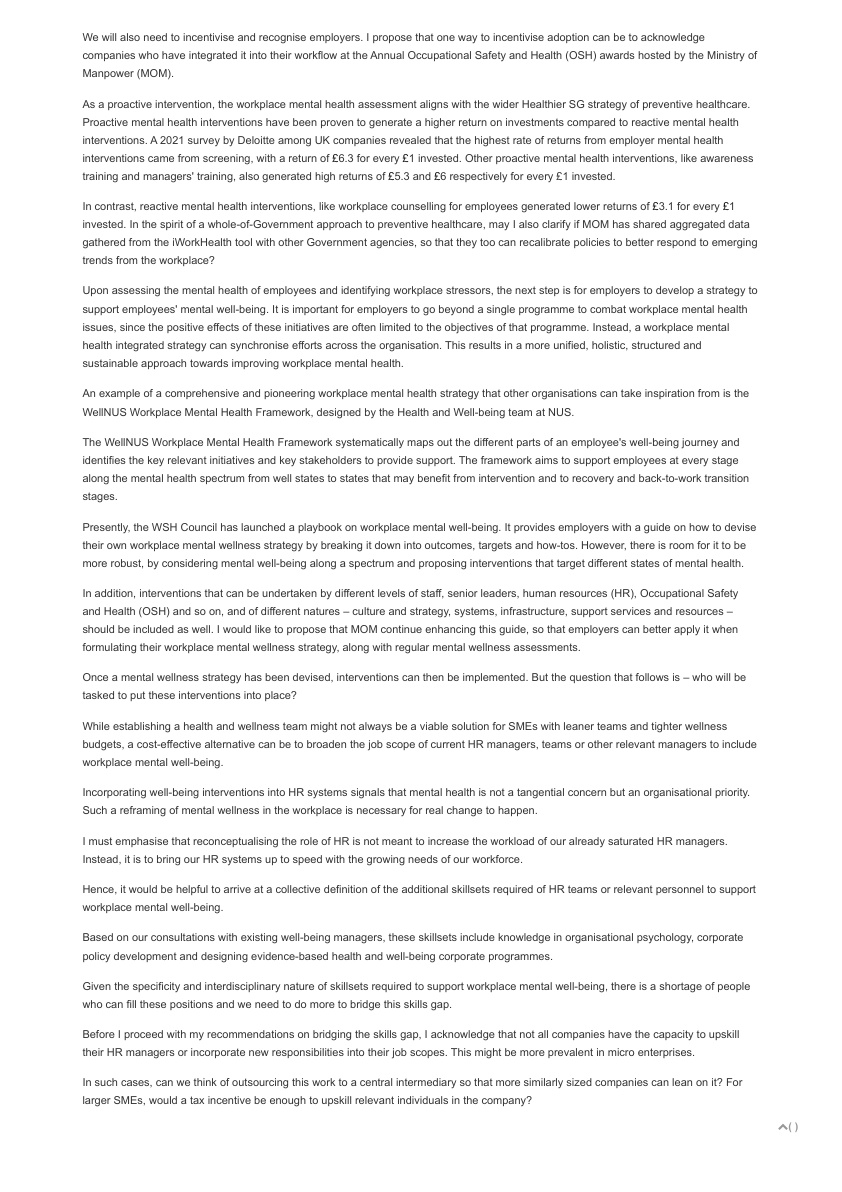 We will also need to incentivise and recognise employers. I propose that one way to incentivise adoption can be to acknowledge
companies who have integrated it into their workflow at the Annual Occupational Safety and Health (OSH) awards hosted by the Ministry of
Manpower (MOM).
As a proactive intervention, the workplace mental health assessment aligns with the wider Healthier SG strategy of preventive healthcare.
Proactive mental health interventions have been proven to generate a higher return on investments compared to reactive mental health
interventions. A 2021 survey by Deloitte among UK companies revealed that the highest rate of returns from employer mental health
interventions came from screening, with a return of £6.3 for every £1 invested. Other proactive mental health interventions, like awareness
training and managers' training, also generated high returns of £5.3 and £6 respectively for every £1 invested.
In contrast, reactive mental health interventions, like workplace counselling for employees generated lower returns of £3.1 for every £1
invested. In the spirit of a whole-of-Government approach to preventive healthcare, may I also clarify if MOM has shared aggregated data
gathered from the iWorkHealth tool with other Government agencies, so that they too can recalibrate policies to better respond to emerging
trends from the workplace?
Upon assessing the mental health of employees and identifying workplace stressors, the next step is for employers to develop a strategy to
support employees' mental well-being. It is important for employers to go beyond a single programme to combat workplace mental health
issues, since the positive effects of these initiatives are often limited to the objectives of that programme. Instead, a workplace mental
health integrated strategy can synchronise efforts across the organisation. This results in a more unified, holistic, structured and
sustainable approach towards improving workplace mental health.
An example of a comprehensive and pioneering workplace mental health strategy that other organisations can take inspiration from is the
WellNUS Workplace Mental Health Framework, designed by the Health and Well-being team at NUS.
The WellNUS Workplace Mental Health Framework systematically maps out the different parts of an employee's well-being journey and
identifies the key relevant initiatives and key stakeholders to provide support. The framework aims to support employees at every stage
along the mental health spectrum from well states to states that may benefit from intervention and to recovery and back-to-work transition
stages.
Presently, the WSH Council has launched a playbook on workplace mental well-being. It provides employers with a guide on how to devise
their own workplace mental wellness strategy by breaking it down into outcomes, targets and how-tos. However, there is room for it to be
more robust, by considering mental well-being along a spectrum and proposing interventions that target different states of mental health.
In addition, interventions that can be undertaken by different levels of staff, senior leaders, human resources (HR), Occupational Safety
and Health (OSH) and so on, and of different natures – culture and strategy, systems, infrastructure, support services and resources –
should be included as well. I would like to propose that MOM continue enhancing this guide, so that employers can better apply it when
formulating their workplace mental wellness strategy, along with regular mental wellness assessments.
Once a mental wellness strategy has been devised, interventions can then be implemented. But the question that follows is – who will be
tasked to put these interventions into place?
While establishing a health and wellness team might not always be a viable solution for SMEs with leaner teams and tighter wellness
budgets, a cost-effective alternative can be to broaden the job scope of current HR managers, teams or other relevant managers to include
workplace mental well-being.
Incorporating well-being interventions into HR systems signals that mental health is not a tangential concern but an organisational priority.
Such a reframing of mental wellness in the workplace is necessary for real change to happen.
I must emphasise that reconceptualising the role of HR is not meant to increase the workload of our already saturated HR managers.
Instead, it is to bring our HR systems up to speed with the growing needs of our workforce.
Hence, it would be helpful to arrive at a collective definition of the additional skillsets required of HR teams or relevant personnel to support
workplace mental well-being.
Based on our consultations with existing well-being managers, these skillsets include knowledge in organisational psychology, corporate
policy development and designing evidence-based health and well-being corporate programmes.
Given the specificity and interdisciplinary nature of skillsets required to support workplace mental well-being, there is a shortage of people
who can fill these positions and we need to do more to bridge this skills gap.
Before I proceed with my recommendations on bridging the skills gap, I acknowledge that not all companies have the capacity to upskill
their HR managers or incorporate new responsibilities into their job scopes. This might be more prevalent in micro enterprises.
In such cases, can we think of outsourcing this work to a central intermediary so that more similarly sized companies can lean on it? For
larger SMEs, would a tax incentive be enough to upskill relevant individuals in the company?
( )